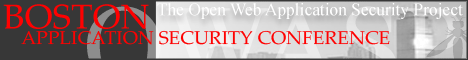 BOSTON The Open Web Application Security Project
APPLICATION SECURITY CONFERENCE